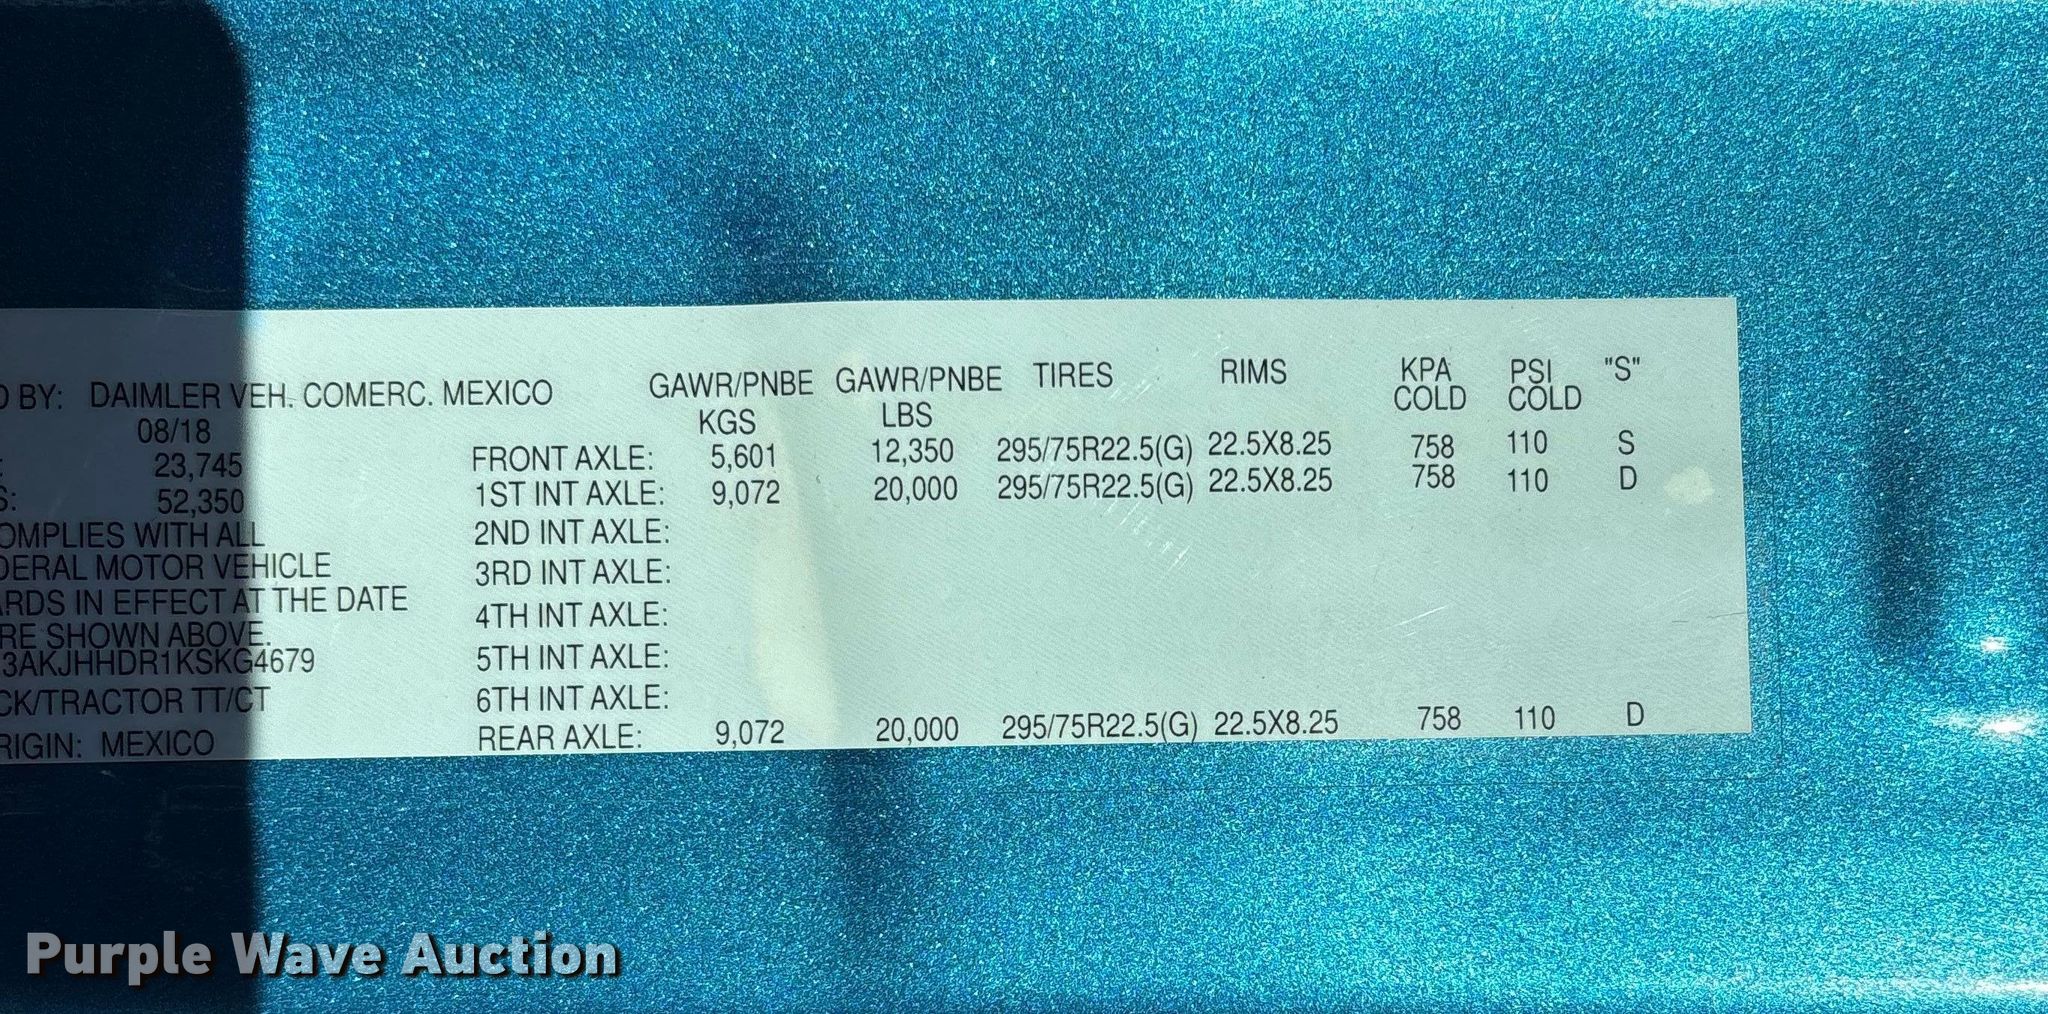 D BY: DAIMLER VEH. COMERC. MEXICO
08/18
: 23,745
S: 52,350
OMPLIES WITH ALL
DERAL MOTOR VEHICLE
ARDS IN EFFECT AT THE DATE
RE SHOWN ABOVE.
3AKJHHDR1KSKG4679
CK/TRACTOR TT/CT
RIGIN: MEXICO
GAWR/PNBE GAWR/PNBE TIRES RIMS KPA PSI "S"
KGS LBS COLD COLD
FRONT AXLE: 5,601 12,350 295/75R22.5(G) 22.5X8.25 758 110 S
1ST INT AXLE: 9,072 20,000 295/75R22.5(G) 22.5X8.25 758 110 D
2ND INT AXLE:
3RD INT AXLE:
4TH INT AXLE:
5TH INT AXLE:
6TH INT AXLE:
REAR AXLE: 9,072 20,000 295/75R22.5(G) 22.5X8.25 758 110 D
Purple Wave Auction